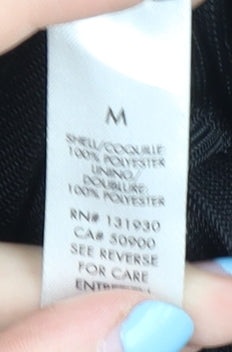 M
SHELL/COQUILLE:
100% POLYESTER
LINING/
DOUBLURE:
100% POLYESTER
RN# 131930
CA# 50900
SEE REVERSE
FOR CARE